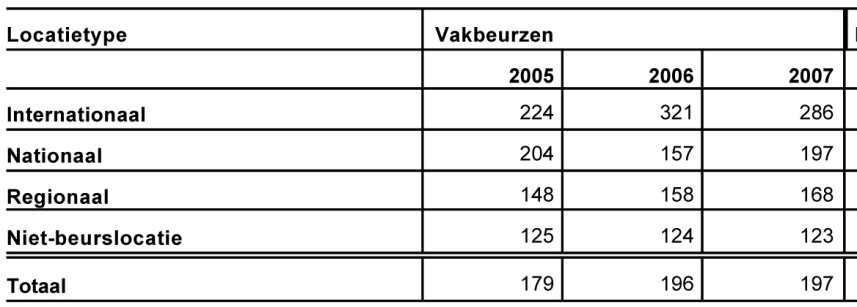 Locatietype Vakbeurzen
2005 2006 2007
Internationaal 224 321 286
Nationaal 204 157 197
Regionaal 148 158 168
Niet-beurslocatie 125 124 123
Totaal 179 196 197